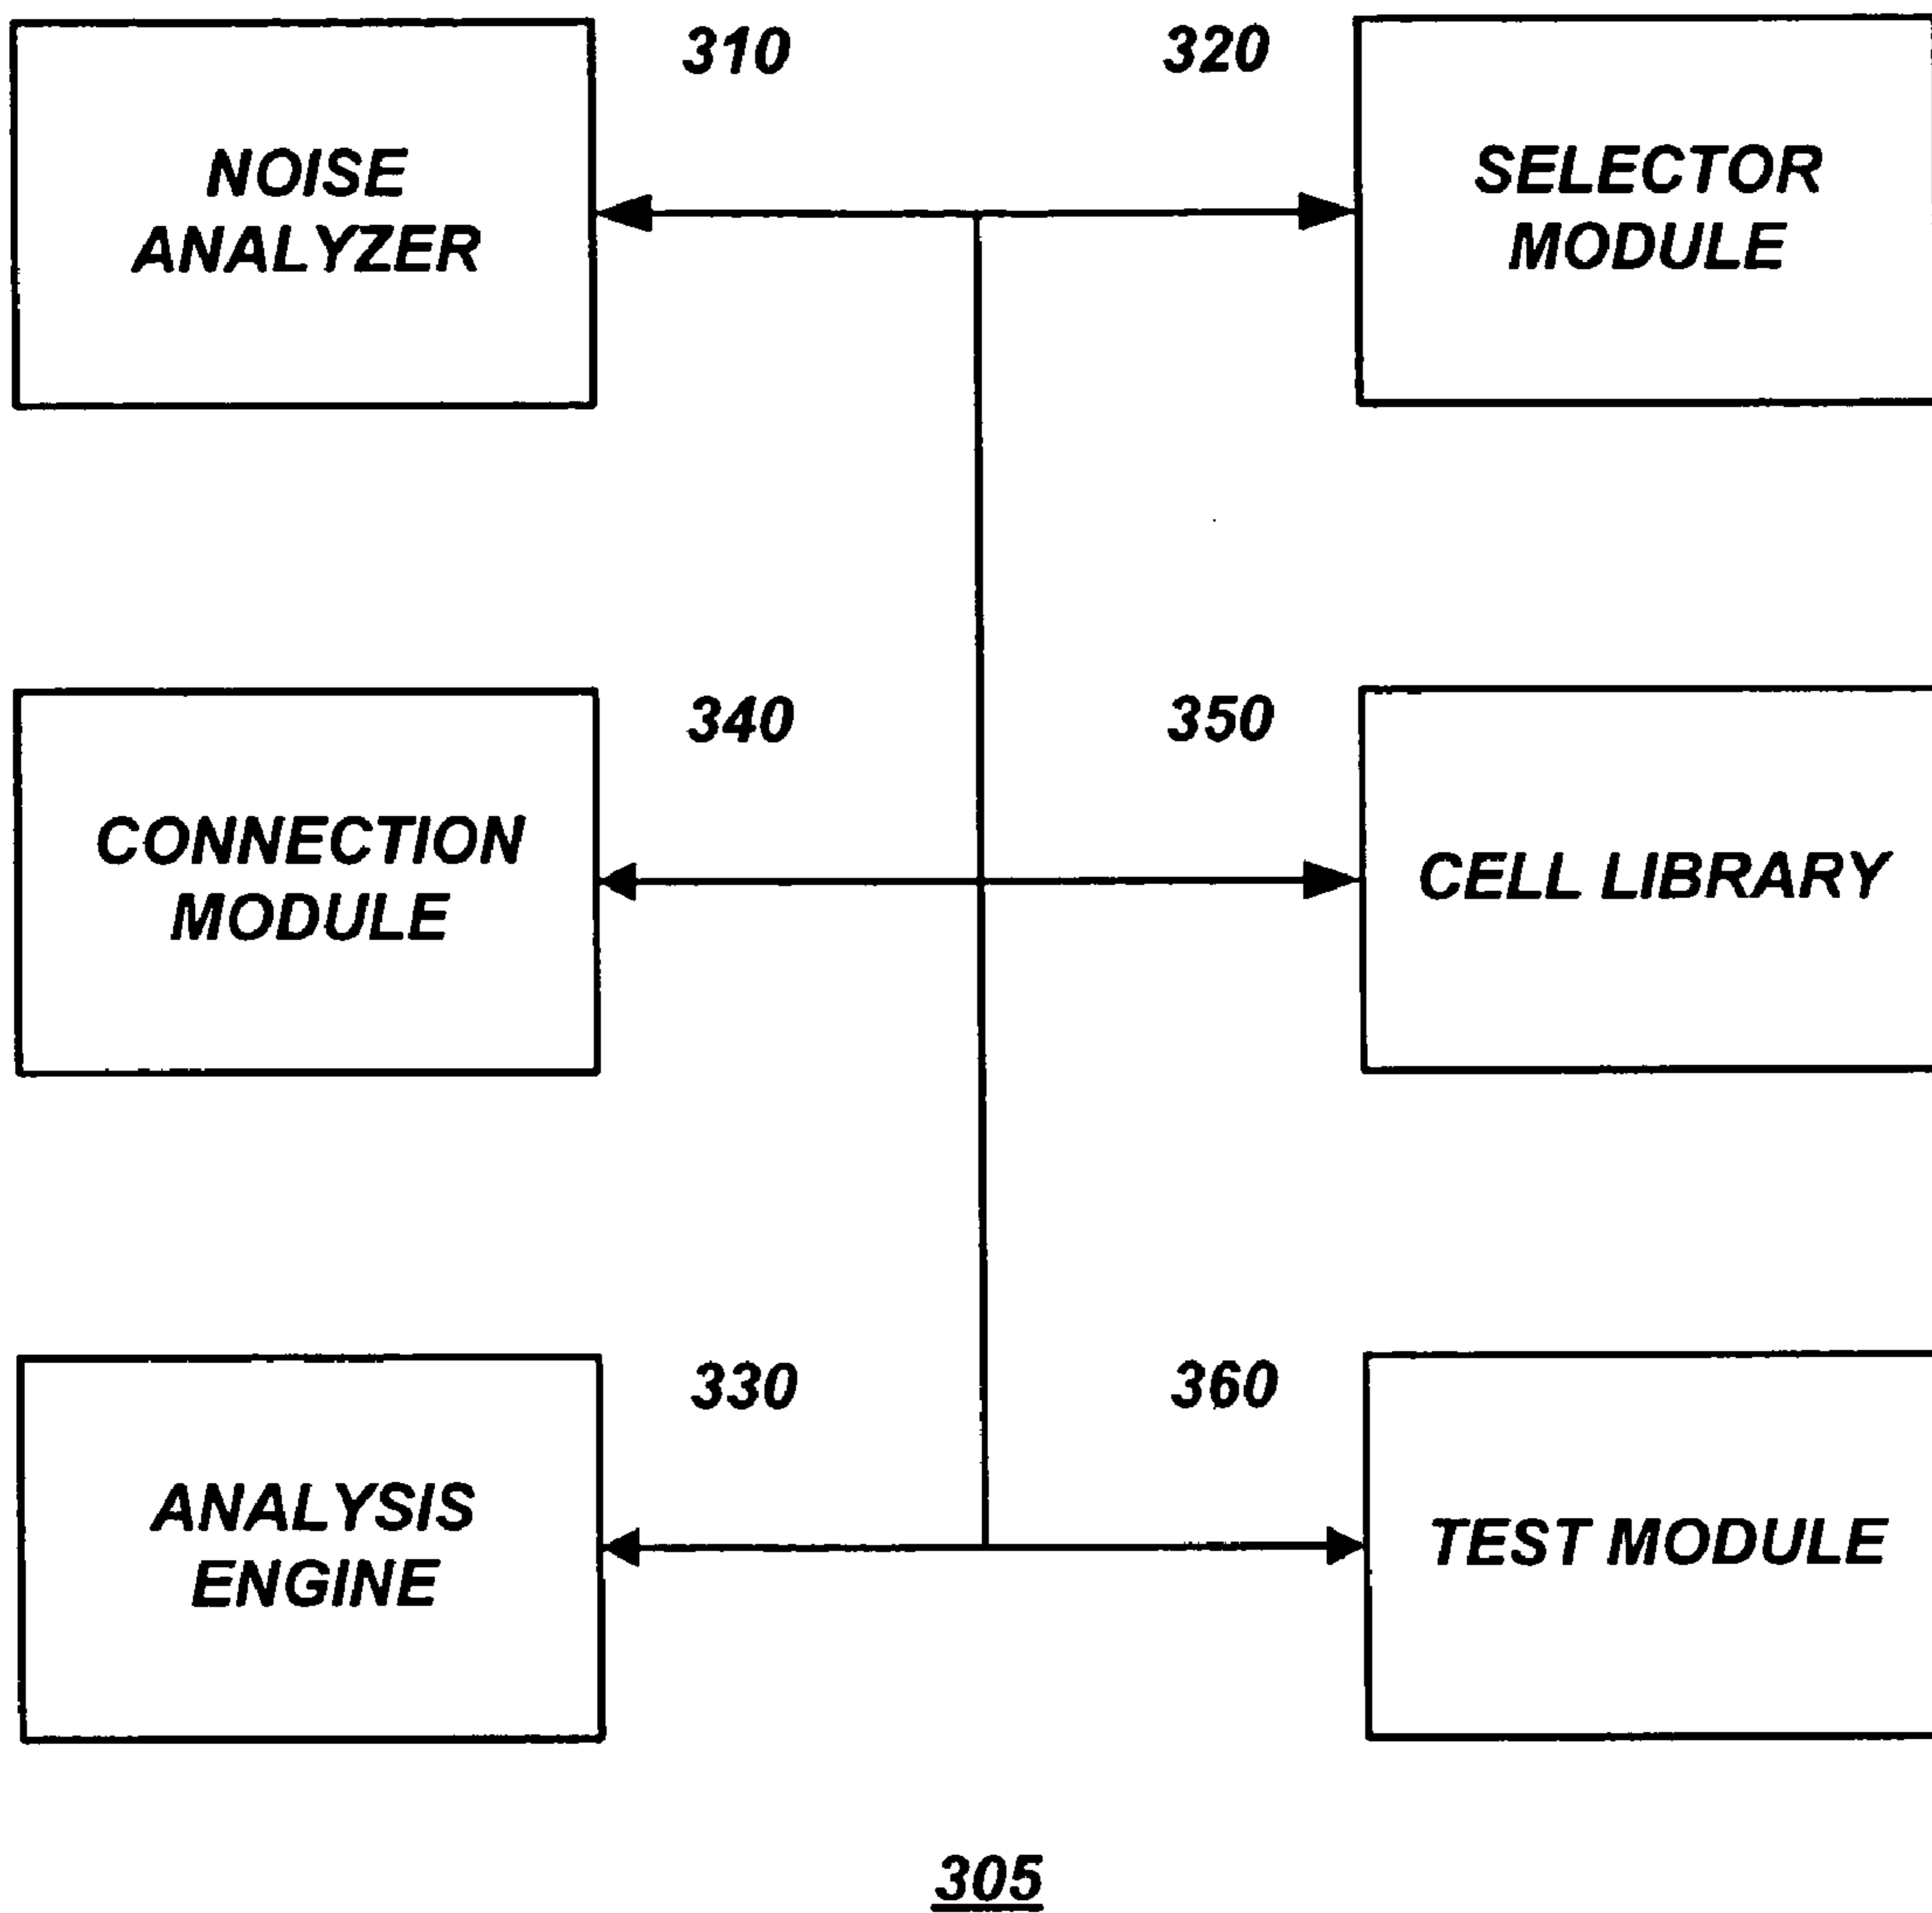 310
320
NOISE
ANALYZER
SELECTOR
MODULE
340
350
CONNECTION
MODULE
CELL LIBRARY
330
360
ANALYSIS
ENGINE
TEST MODULE
305